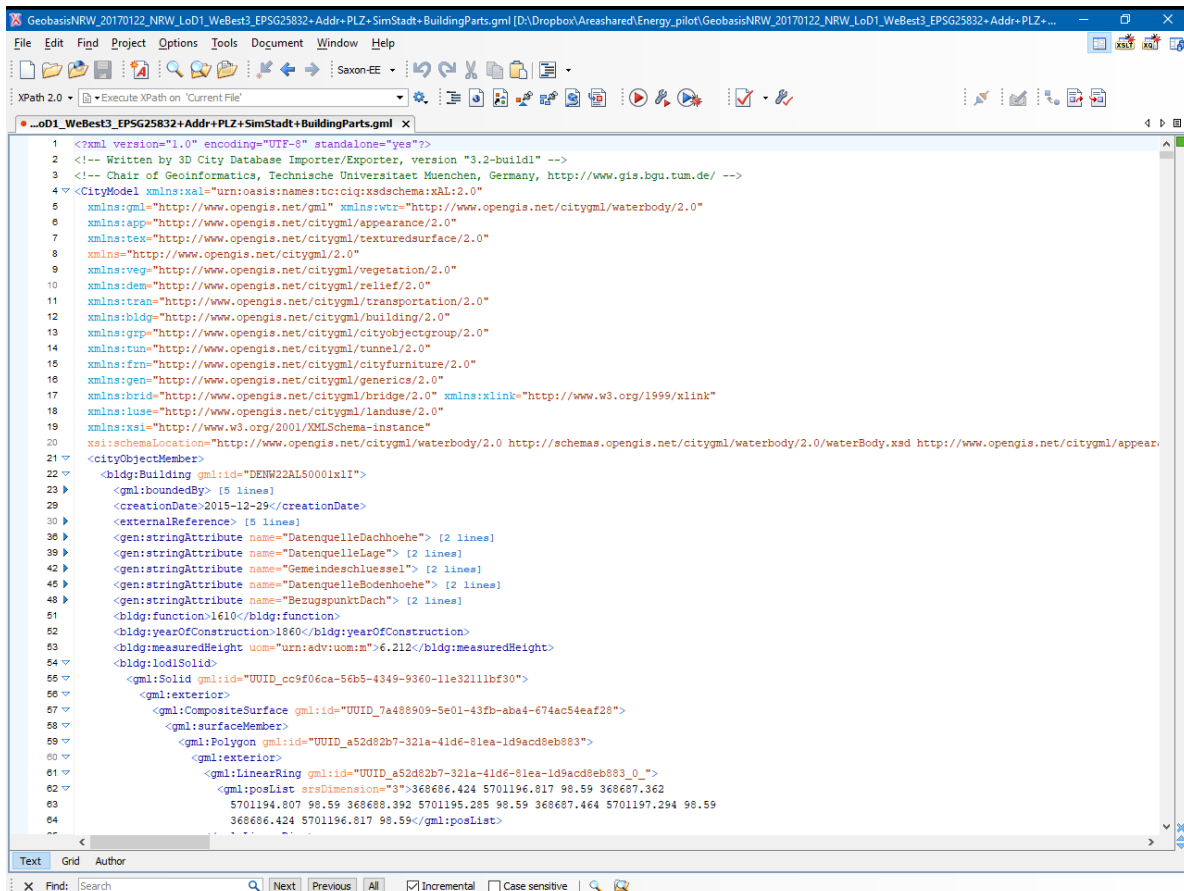 GeobasisNRW_20170122_NRW_LoD1_WeBest3_EPSG25832+Addr+PLZ+SimStadt+BuildingParts.gml [D:\Dropbox\Areashared\Energy_pilot\GeobasisNRW_20170122_NRW_LoD1_WeBest3_EPSG25832+Addr+PLZ+...
File Edit Find Project Options Tools Document Window Help
Saxon-EE
XPath 2.0 Execute XPath on 'Current File'
...oD1_WeBest3_EPSG25832+Addr+PLZ+SimStadt+BuildingParts.gml
1 <?xml version="1.0" encoding="UTF-8" standalone="yes"?>
2 <!-- Written by 3D City Database Importer/Exporter, version "3.2-build1" -->
3 <!-- Chair of Geoinformatics, Technische Universitaet Muenchen, Germany, http://www.gis.bgu.tum.de/ -->
4 <CityModel xmlns:xal="urn:oasis:names:tc:ciq:xsdschema:xAL:2.0"
5 xmlns:gml="http://www.opengis.net/gml" xmlns:wtr="http://www.opengis.net/citygml/waterbody/2.0"
6 xmlns:app="http://www.opengis.net/citygml/appearance/2.0"
7 xmlns:tex="http://www.opengis.net/citygml/texturedsurface/2.0"
8 xmlns="http://www.opengis.net/citygml/2.0"
9 xmlns:veg="http://www.opengis.net/citygml/vegetation/2.0"
10 xmlns:dem="http://www.opengis.net/citygml/relief/2.0"
11 xmlns:tran="http://www.opengis.net/citygml/transportation/2.0"
12 xmlns:bldg="http://www.opengis.net/citygml/building/2.0"
13 xmlns:grp="http://www.opengis.net/citygml/cityobjectgroup/2.0"
14 xmlns:tun="http://www.opengis.net/citygml/tunnel/2.0"
15 xmlns:frn="http://www.opengis.net/citygml/cityfurniture/2.0"
16 xmlns:gen="http://www.opengis.net/citygml/generics/2.0"
17 xmlns:brid="http://www.opengis.net/citygml/bridge/2.0" xmlns:xlink="http://www.w3.org/1999/xlink"
18 xmlns:luse="http://www.opengis.net/citygml/landuse/2.0"
19 xmlns:xsi="http://www.w3.org/2001/XMLSchema-instance"
20 xsi:schemaLocation="http://www.opengis.net/citygml/waterbody/2.0 http://schemas.opengis.net/citygml/waterbody/2.0/waterBody.xsd http://www.opengis.net/citygml/appear
21 <cityObjectMember>
22 <bldg:Building gml:id="DENW22AL50001x1I">
23 <gml:boundedBy> [5 lines]
29 <creationDate>2015-12-29</creationDate>
30 <externalReference> [5 lines]
36 <gen:stringAttribute name="DatenquelleDachhoehe"> [2 lines]
39 <gen:stringAttribute name="DatenquelleLage"> [2 lines]
42 <gen:stringAttribute name="Gemeindeschluessel"> [2 lines]
45 <gen:stringAttribute name="DatenquelleBodenhoehe"> [2 lines]
48 <gen:stringAttribute name="BezugspunktDach"> [2 lines]
51 <bldg:function>1610</bldg:function>
52 <bldg:yearOfConstruction>1860</bldg:yearOfConstruction>
53 <bldg:measuredHeight uom="urn:adv:uom:m">6.212</bldg:measuredHeight>
54 <bldg:lod1Solid>
55 <gml:Solid gml:id="UUID_cc9f06ca-56b5-4349-9360-11e32111bf30">
56 <gml:exterior>
57 <gml:CompositeSurface gml:id="UUID_7a488909-5e01-43fb-aba4-674ac54eaf28">
58 <gml:surfaceMember>
59 <gml:Polygon gml:id="UUID_a52d82b7-321a-41d6-81ea-1d9acd8eb883">
60 <gml:exterior>
61 <gml:LinearRing gml:id="UUID_a52d82b7-321a-41d6-81ea-1d9acd8eb883_0_">
62 <gml:posList srsDimension="3">368686.424 5701196.817 98.59 368687.362
63 5701194.807 98.59 368688.392 5701195.285 98.59 368687.464 5701197.294 98.59
64 368686.424 5701196.817 98.59</gml:posList>
Text Grid Author
Find: Search Next Previous All Incremental Case sensitive